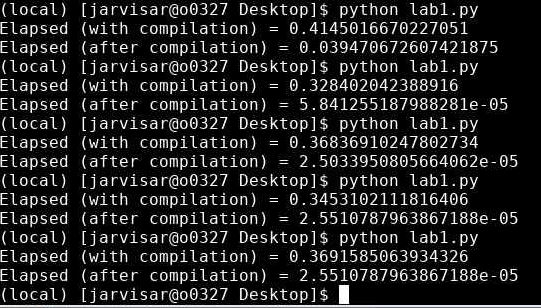 (local) [jarvisar@o0327 Desktop]$ python lab1.py
Elapsed (with compilation) = 0.4145016670227051
Elapsed (after compilation) = 0.039470672607421875
(local) [jarvisar@o0327 Desktop]$ python lab1.py
Elapsed (with compilation) = 0.328402042388916
Elapsed (after compilation) = 5.841255187988281e-05
(local) [jarvisar@o0327 Desktop]$ python lab1.py
Elapsed (with compilation) = 0.36836910247802734
Elapsed (after compilation) = 2.5033950805664062e-05
(local) [jarvisar@o0327 Desktop]$ python lab1.py
Elapsed (with compilation) = 0.3453102111816406
Elapsed (after compilation) = 2.5510787963867188e-05
(local) [jarvisar@o0327 Desktop]$ python lab1.py
Elapsed (with compilation) = 0.3691585063934326
Elapsed (after compilation) = 2.5510787963867188e-05
(local) [jarvisar@o0327 Desktop]$